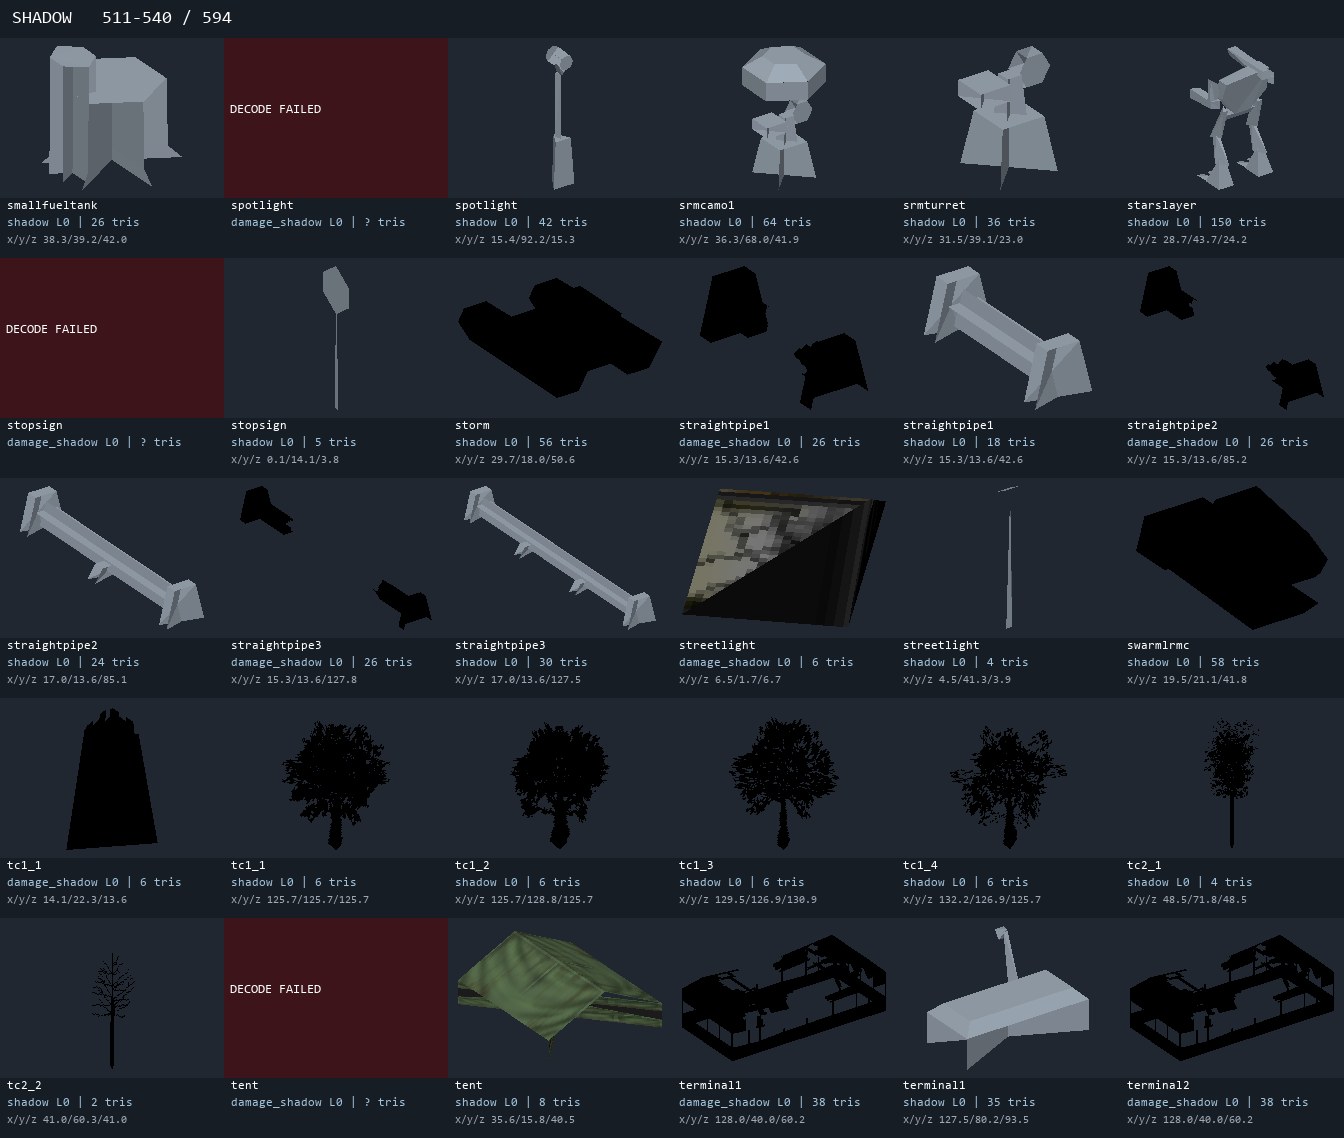 SHADOW   511-540 / 594
DECODE FAILED
smallfueltank
shadow L0 | 26 tris
x/y/z 38.3/39.2/42.0
spotlight
damage_shadow L0 | ? tris
spotlight
shadow L0 | 42 tris
x/y/z 15.4/92.2/15.3
srmcamo1
shadow L0 | 64 tris
x/y/z 36.3/68.0/41.9
srmturret
shadow L0 | 36 tris
x/y/z 31.5/39.1/23.0
starslayer
shadow L0 | 150 tris
x/y/z 28.7/43.7/24.2
DECODE FAILED
stopsign
damage_shadow L0 | ? tris
stopsign
shadow L0 | 5 tris
x/y/z 0.1/14.1/3.8
storm
shadow L0 | 56 tris
x/y/z 29.7/18.0/50.6
straightpipe1
damage_shadow L0 | 26 tris
x/y/z 15.3/13.6/42.6
straightpipe1
shadow L0 | 18 tris
x/y/z 15.3/13.6/42.6
straightpipe2
damage_shadow L0 | 26 tris
x/y/z 15.3/13.6/85.2
straightpipe2
shadow L0 | 24 tris
x/y/z 17.0/13.6/85.1
straightpipe3
damage_shadow L0 | 26 tris
x/y/z 15.3/13.6/127.8
straightpipe3
shadow L0 | 30 tris
x/y/z 17.0/13.6/127.5
streetlight
damage_shadow L0 | 6 tris
x/y/z 6.5/1.7/6.7
streetlight
shadow L0 | 4 tris
x/y/z 4.5/41.3/3.9
swarmlrmc
shadow L0 | 58 tris
x/y/z 19.5/21.1/41.8
tc1_1
damage_shadow L0 | 6 tris
x/y/z 14.1/22.3/13.6
tc1_1
shadow L0 | 6 tris
x/y/z 125.7/125.7/125.7
tc1_2
shadow L0 | 6 tris
x/y/z 125.7/128.8/125.7
tc1_3
shadow L0 | 6 tris
x/y/z 129.5/126.9/130.9
tc1_4
shadow L0 | 6 tris
x/y/z 132.2/126.9/125.7
tc2_1
shadow L0 | 4 tris
x/y/z 48.5/71.8/48.5
DECODE FAILED
tc2_2
shadow L0 | 2 tris
x/y/z 41.0/60.3/41.0
tent
damage_shadow L0 | ? tris
tent
shadow L0 | 8 tris
x/y/z 35.6/15.8/40.5
terminal1
damage_shadow L0 | 38 tris
x/y/z 128.0/40.0/60.2
terminal1
shadow L0 | 35 tris
x/y/z 127.5/80.2/93.5
terminal2
damage_shadow L0 | 38 tris
x/y/z 128.0/40.0/60.2